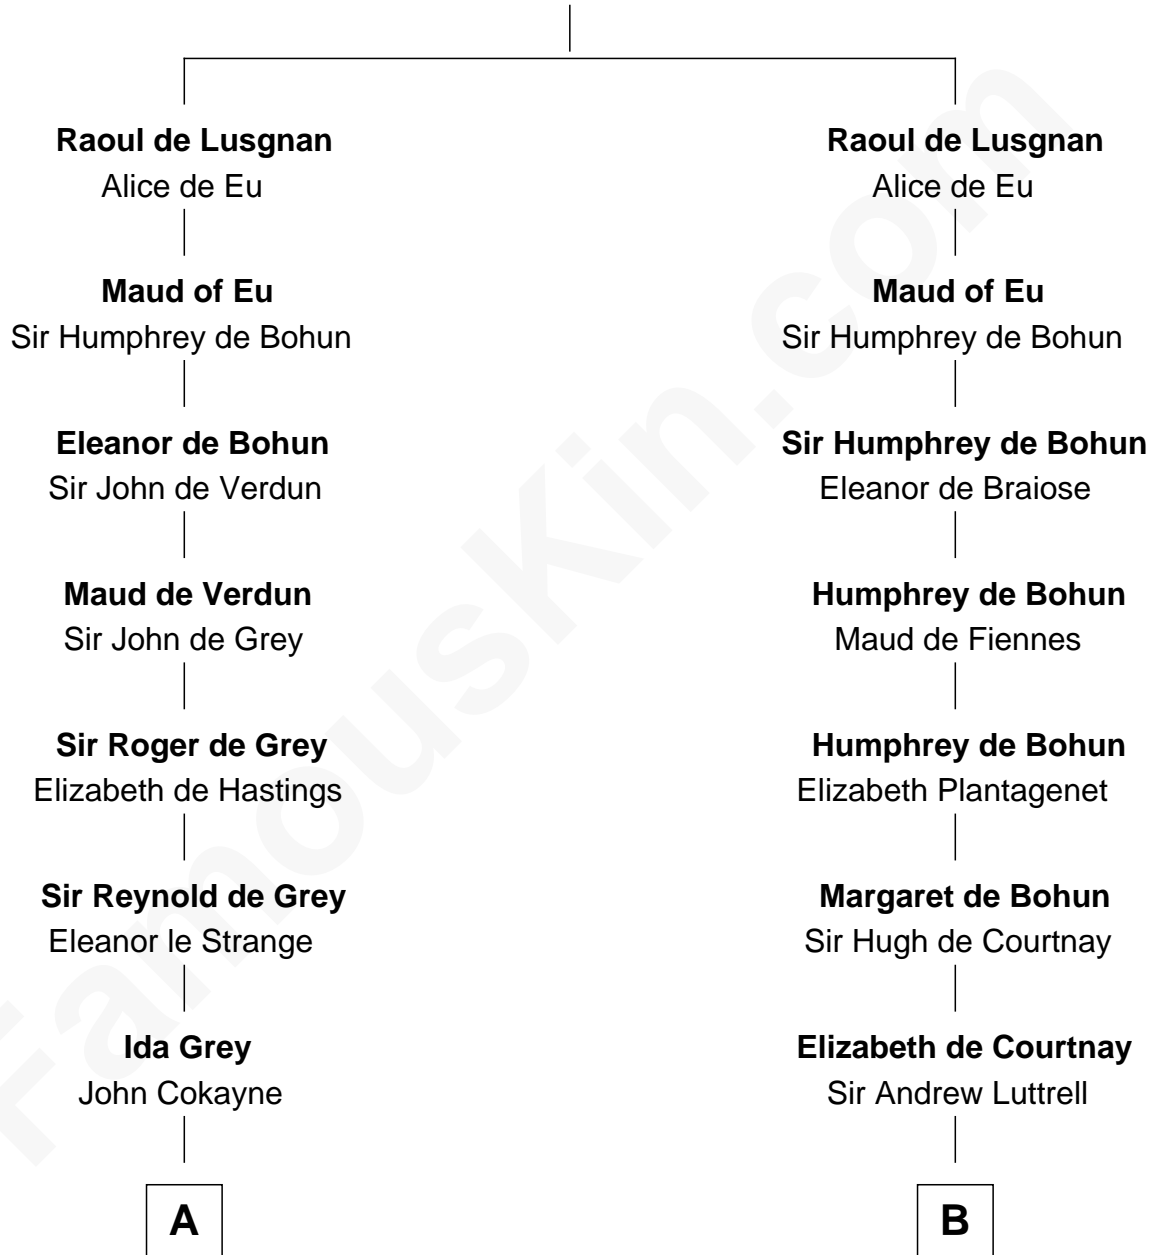 Raoul de Lusgnan
Alice de Eu
Maud of Eu
Sir Humphrey de Bohun
Eleanor de Bohun
Sir John de Verdun
Maud de Verdun
Sir John de Grey
Sir Roger de Grey
Elizabeth de Hastings
Sir Reynold de Grey
Eleanor le Strange
Ida Grey
John Cokayne
A
Raoul de Lusgnan
Alice de Eu
Maud of Eu
Sir Humphrey de Bohun
Sir Humphrey de Bohun
Eleanor de Braiose
Humphrey de Bohun
Maud de Fiennes
Humphrey de Bohun
Elizabeth Plantagenet
Margaret de Bohun
Sir Hugh de Courtnay
Elizabeth de Courtnay
Sir Andrew Luttrell
B
FamousKin.com